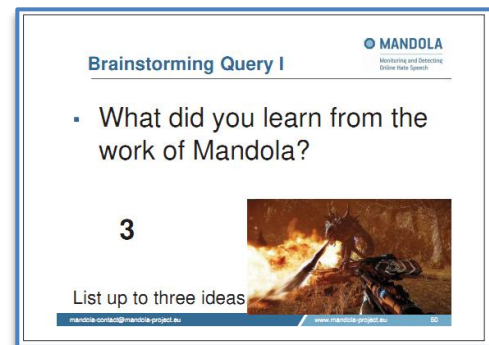 MANDOLA
Monitoring and Detecting
Online Hate Speech
Brainstorming Query I
What did you learn from the
work of Mandola?
3
List up to three ideas
mandola-contact@mandola-project.eu www.mandola-project.eu 50